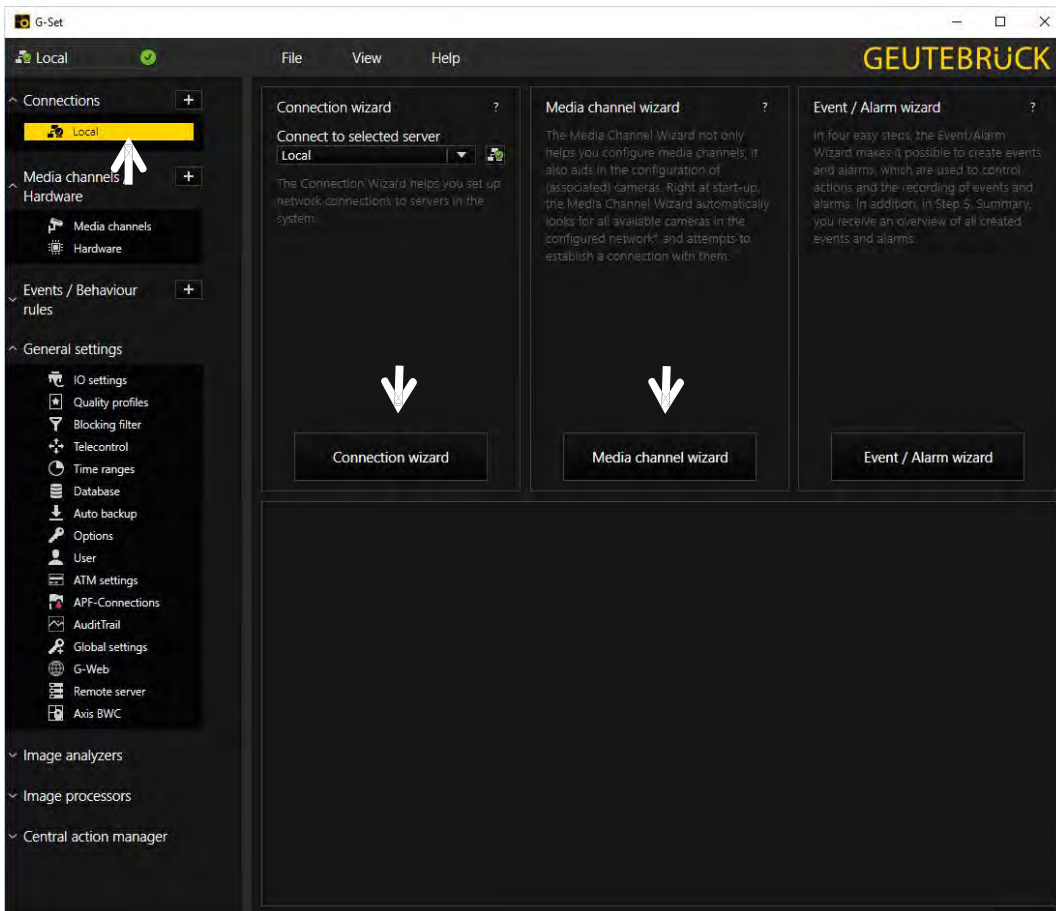 G-Set
Local
File View Help
GEUTEBRÜCK
Connections +
Local
Media channels
Hardware
+
Media channels
Hardware
Events / Behaviour
rules
+
General settings
IO settings
Quality profiles
Blocking filter
Telecontrol
Time ranges
Database
Auto backup
Options
User
ATM settings
APF-Connections
AuditTrail
Global settings
G-Web
Remote server
Axis BWC
Image analyzers
Image processors
Central action manager
Connection wizard ?
Connect to selected server
Local
The Connection Wizard helps you set up
network connections to servers in the
system.
Connection wizard
Media channel wizard ?
The Media Channel Wizard not only
helps you configure media channels, it
also aids in the configuration of
(associated) cameras. Right at start-up,
the Media Channel Wizard automatically
looks for all available cameras in the
configured network* and attempts to
establish a connection with them.
Media channel wizard
Event / Alarm wizard ?
In four easy steps, the Event/Alarm
Wizard makes it possible to create events
and alarms, which are used to control
actions and the recording of events and
alarms. In addition, in Step 5, Summary,
you receive an overview of all created
events and alarms.
Event / Alarm wizard